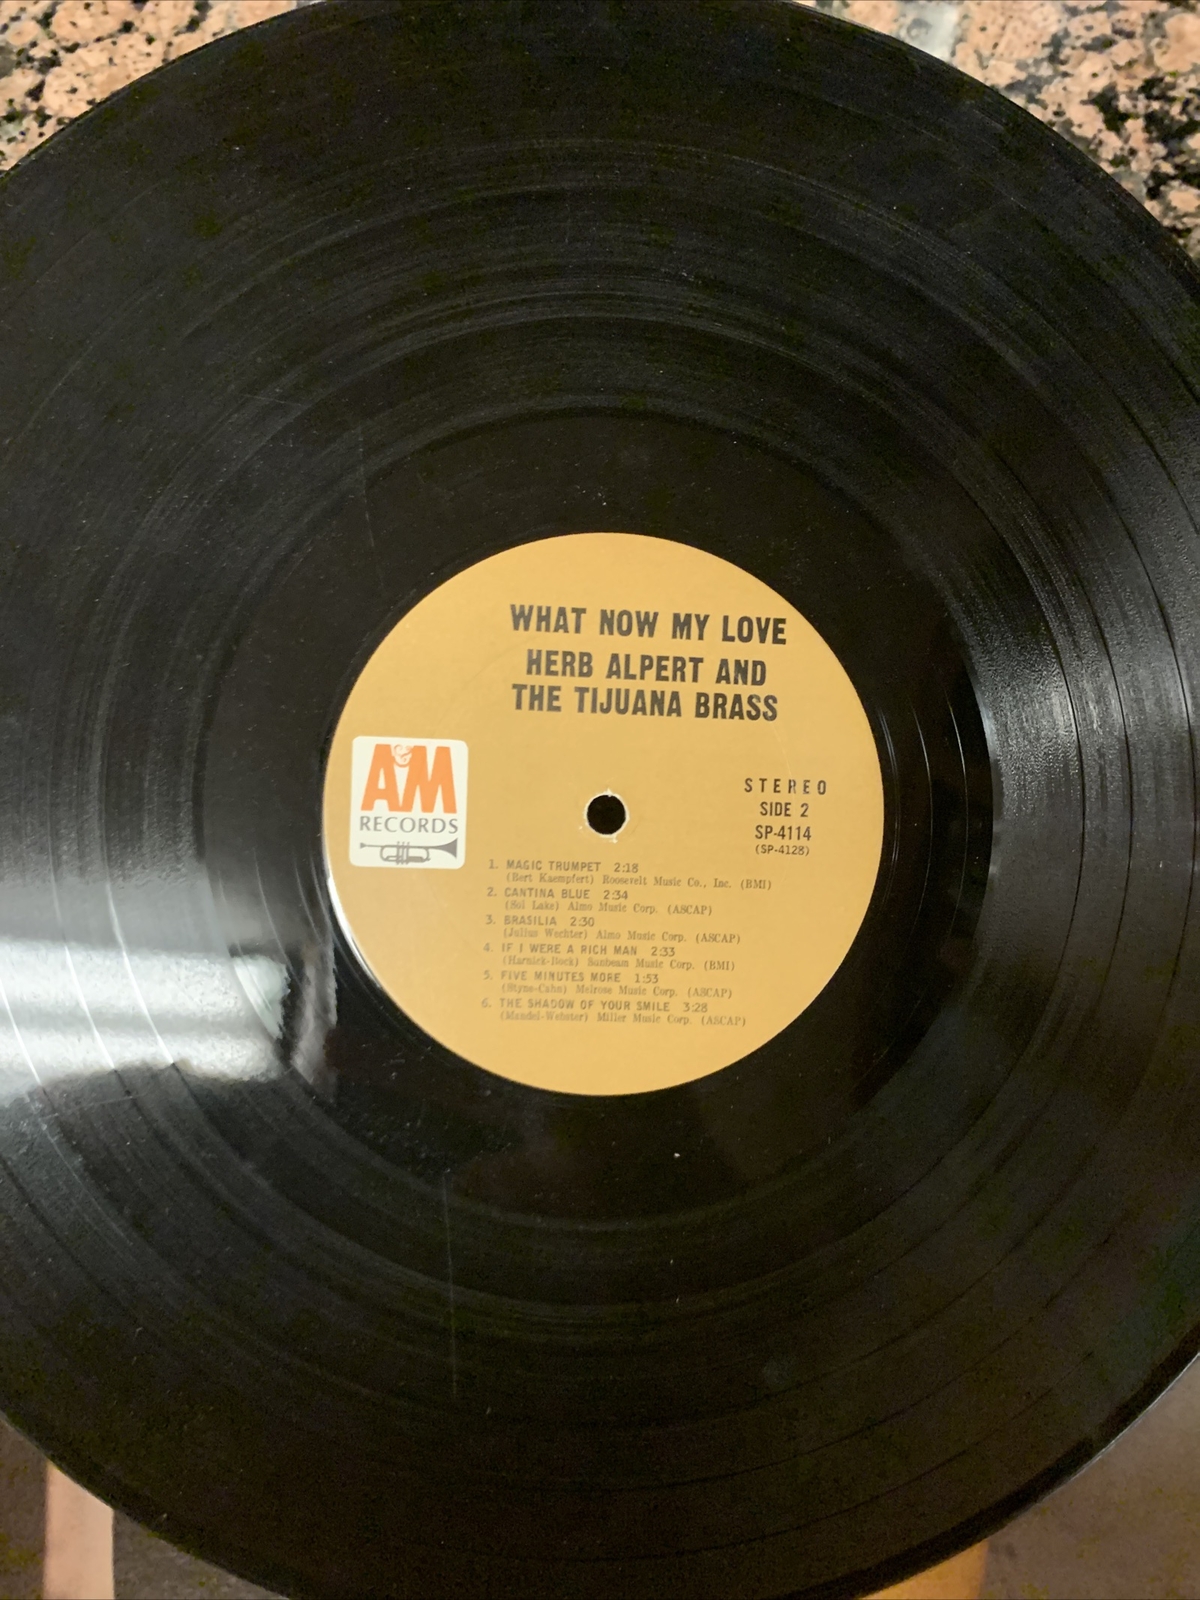 WHAT NOW MY LOVE
HERB ALPERT AND
THE TIJUANA BRASS
A&M
RECORDS
STEREO
SIDE 2
SP-4114
(SP-4128)
1. MAGIC TRUMPET 2:18
(Bert Kaempfert) Roosevelt Music Co., Inc. (BMI)
2. CANTINA BLUE 2:34
(Sol Lake) Almo Music Corp. (ASCAP)
3. BRASILIA 2:30
(Julius Wechter) Almo Music Corp. (ASCAP)
4. IF I WERE A RICH MAN 2:33
(Harnick-Bock) Sunbeam Music Corp. (BMI)
5. FIVE MINUTES MORE 1:53
(Styne-Cahn) Melrose Music Corp. (ASCAP)
6. THE SHADOW OF YOUR SMILE 3:28
(Mandel-Webster) Miller Music Corp. (ASCAP)